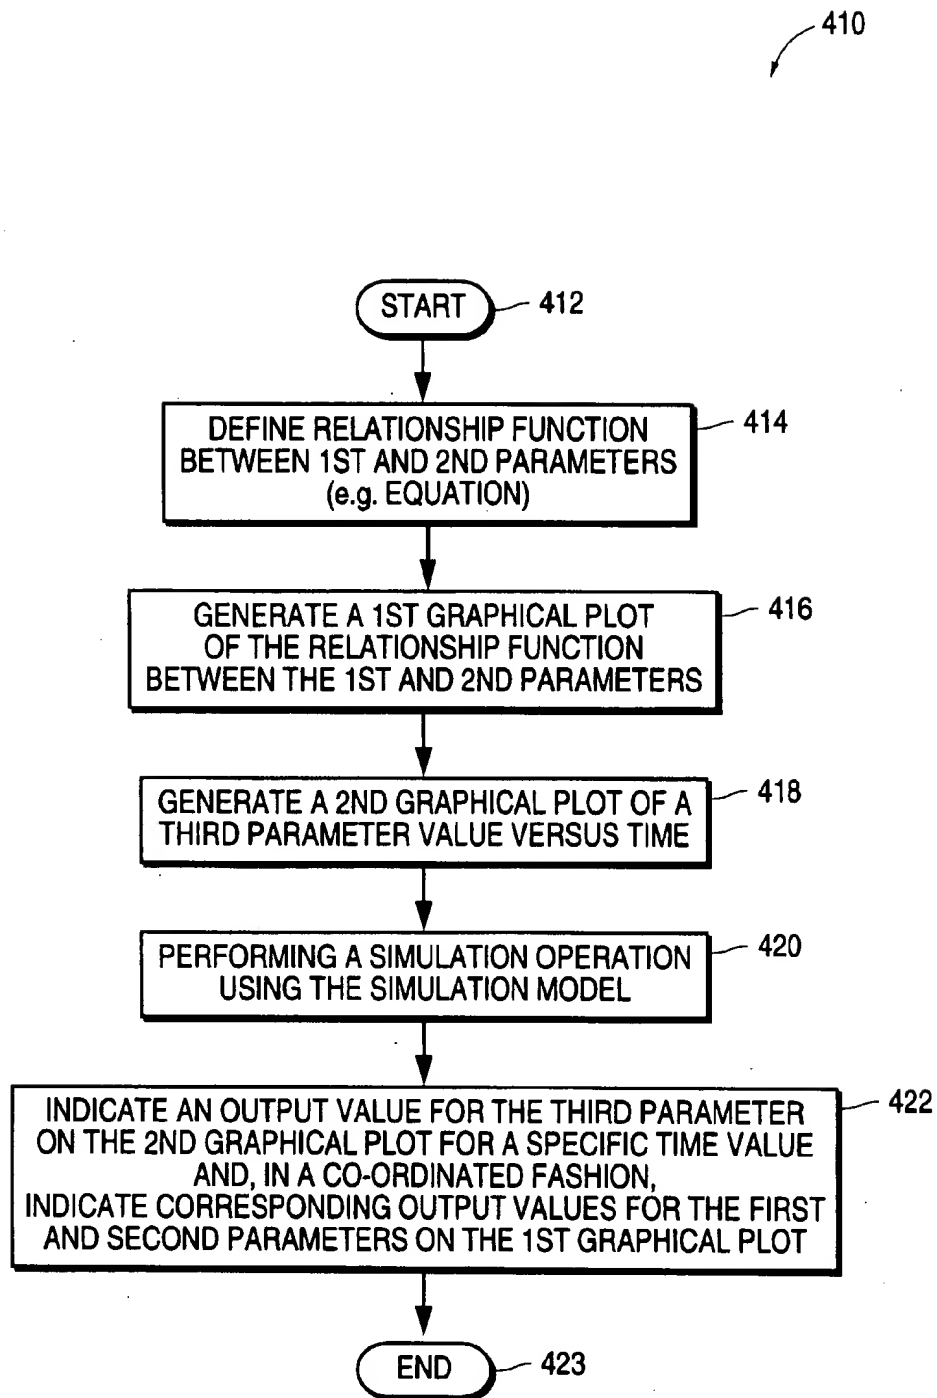 410
START
412
DEFINE RELATIONSHIP FUNCTION
BETWEEN 1ST AND 2ND PARAMETERS
(e.g. EQUATION)
414
GENERATE A 1ST GRAPHICAL PLOT
OF THE RELATIONSHIP FUNCTION
BETWEEN THE 1ST AND 2ND PARAMETERS
416
GENERATE A 2ND GRAPHICAL PLOT OF A
THIRD PARAMETER VALUE VERSUS TIME
418
PERFORMING A SIMULATION OPERATION
USING THE SIMULATION MODEL
420
INDICATE AN OUTPUT VALUE FOR THE THIRD PARAMETER
ON THE 2ND GRAPHICAL PLOT FOR A SPECIFIC TIME VALUE
AND, IN A CO-ORDINATED FASHION,
INDICATE CORRESPONDING OUTPUT VALUES FOR THE FIRST
AND SECOND PARAMETERS ON THE 1ST GRAPHICAL PLOT
422
END
423